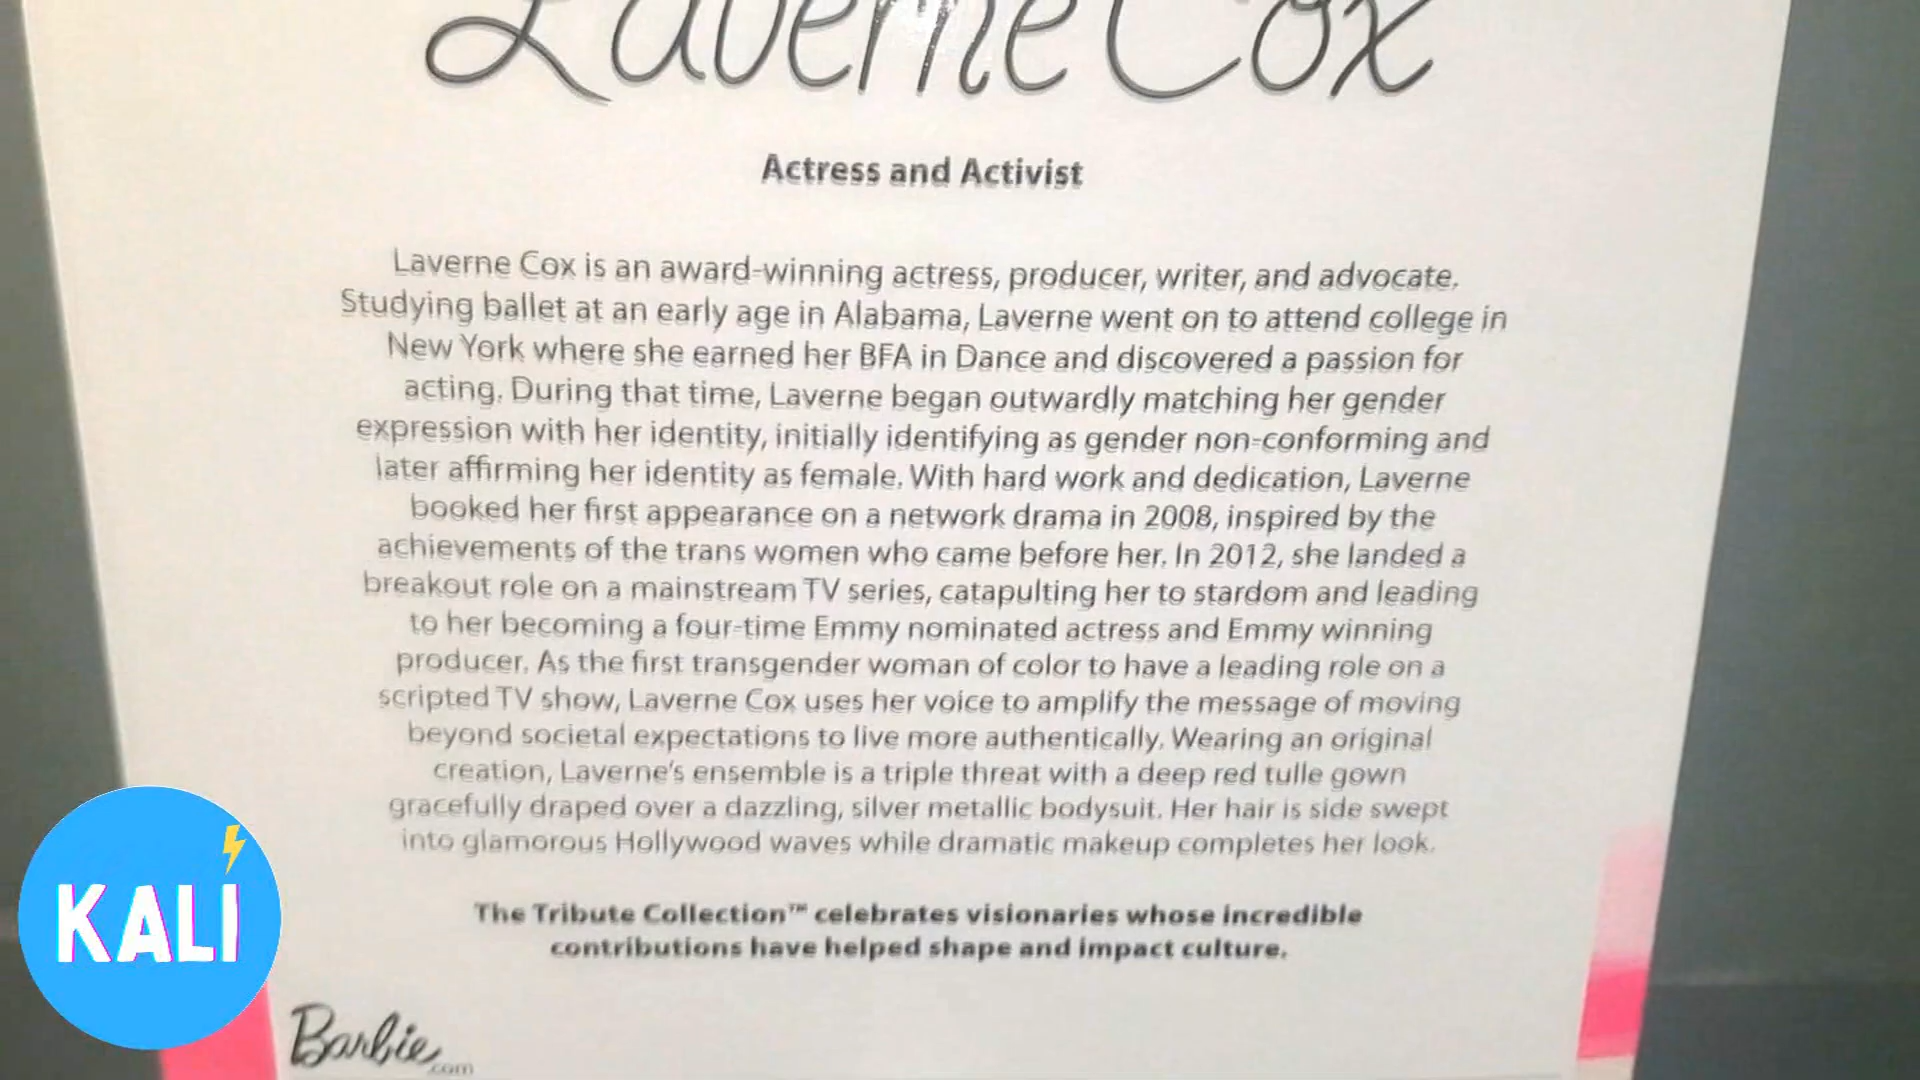 Laverne Cox
Actress and Activist
Laverne Cox is an award-winning actress, producer, writer, and advocate.
Studying ballet at an early age in Alabama, Laverne went on to attend college in
New York where she earned her BFA in Dance and discovered a passion for
acting. During that time, Laverne began outwardly matching her gender
expression with her identity, initially identifying as gender non-conforming and
later affirming her identity as female. With hard work and dedication, Laverne
booked her first appearance on a network drama in 2008, inspired by the
achievements of the trans women who came before her. In 2012, she landed a
breakout role on a mainstream TV series, catapulting her to stardom and leading
to her becoming a four-time Emmy nominated actress and Emmy winning
producer. As the first transgender woman of color to have a leading role on a
scripted TV show, Laverne Cox uses her voice to amplify the message of moving
beyond societal expectations to live more authentically. Wearing an original
creation, Laverne's ensemble is a triple threat with a deep red tulle gown
gracefully draped over a dazzling, silver metallic bodysuit. Her hair is side swept
into glamorous Hollywood waves while dramatic makeup completes her look.
The Tribute Collection™ celebrates visionaries whose incredible
contributions have helped shape and impact culture.
KALI
Barbie.com